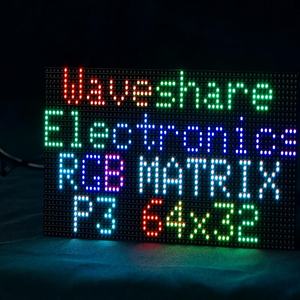 Waveshare
Electronics
RGB MATRIX
P3 64x32